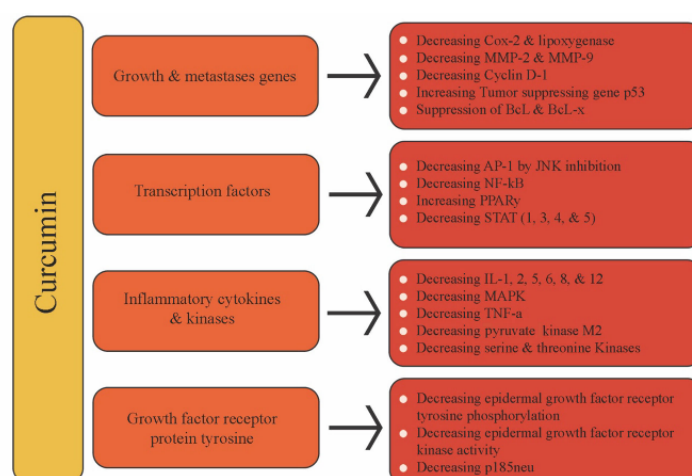 Curcumin
Growth & metastases genes
Decreasing Cox-2 & lipoxygenase
Decreasing MMP-2 & MMP-9
Decreasing Cyclin D-1
Increasing Tumor suppressing gene p53
Suppression of BcL & BcL-x
Transcription factors
Decreasing AP-1 by JNK inhibition
Decreasing NF-kB
Increasing PPARy
Decreasing STAT (1, 3, 4, & 5)
Inflammatory cytokines
& kinases
Decreasing IL-1, 2, 5, 6, 8, & 12
Decreasing MAPK
Decreasing TNF-a
Decreasing pyruvate kinase M2
Decreasing serine & threonine Kinases
Growth factor receptor
protein tyrosine
Decreasing epidermal growth factor receptor
tyrosine phosphorylation
Decreasing epidermal growth factor receptor
kinase activity
Decreasing p185neu